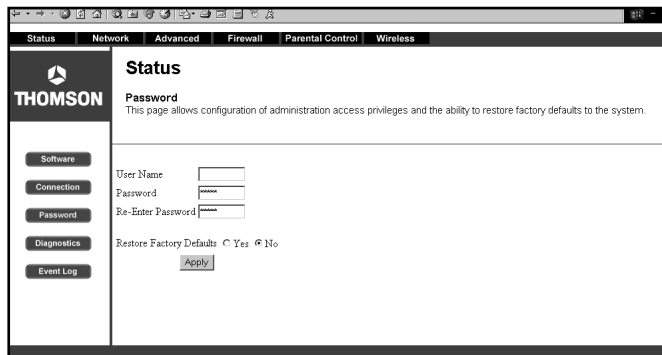 Status Network Advanced Firewall Parental Control Wireless
THOMSON
Status
Password
This page allows configuration of administration access privileges and the ability to restore factory defaults to the system.
Software
Connection
Password
Diagnostics
Event Log
User Name
Password ******
Re-Enter Password ******
Restore Factory Defaults Yes No
Apply